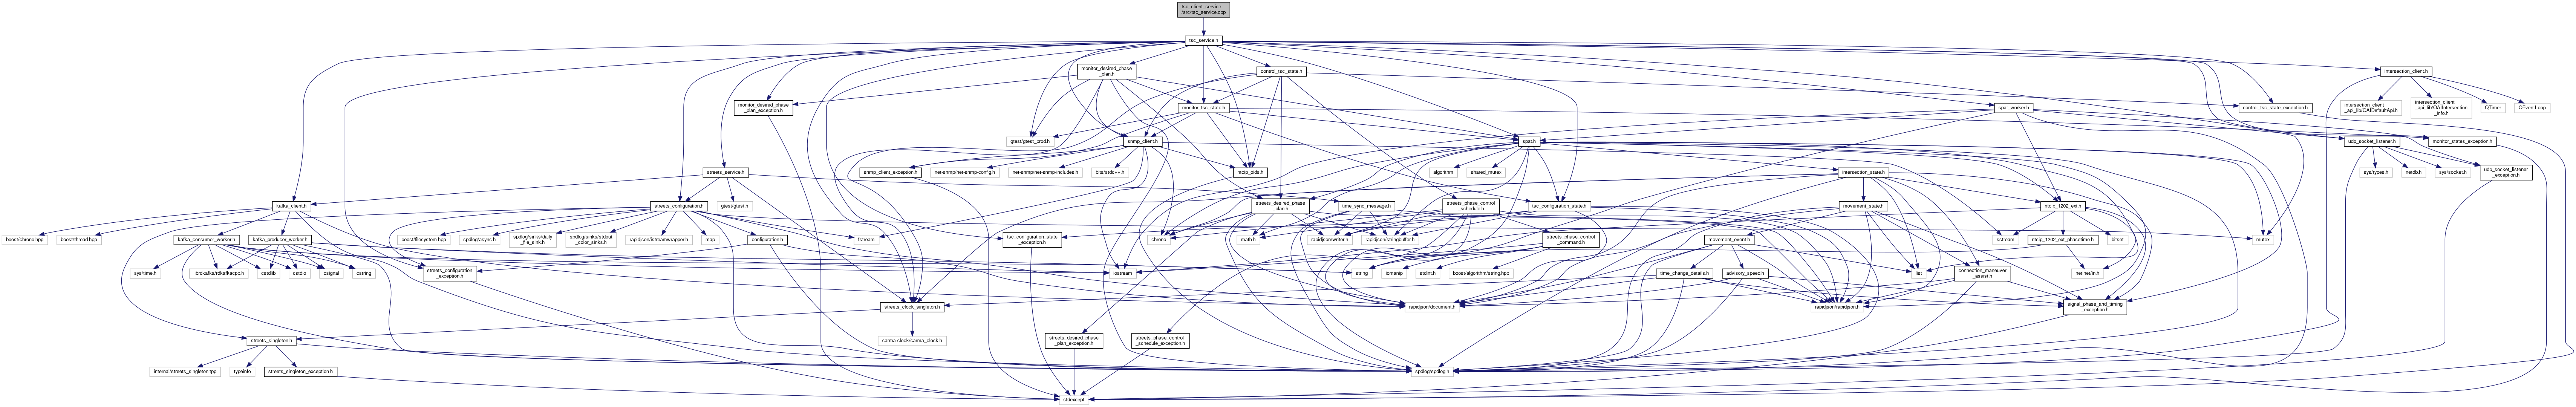 tsc_client_service
/src/tsc_service.cpp
tsc_service.h
monitor_desired_phase
_plan.h
control_tsc_state.h
intersection_client.h
monitor_desired_phase
_plan_exception.h
monitor_tsc_state.h
spat_worker.h
control_tsc_state_exception.h
intersection_client
_api_lib/OAIDefaultApi.h
intersection_client
_api_lib/OAIIntersection
_info.h
QTimer
QEventLoop
gtest/gtest_prod.h
snmp_client.h
spat.h
udp_socket_listener.h
monitor_states_exception.h
streets_service.h
snmp_client_exception.h
net-snmp/net-snmp-config.h
net-snmp/net-snmp-includes.h
bits/stdc++.h
ntcip_oids.h
algorithm
shared_mutex
intersection_state.h
sys/types.h
netdb.h
sys/socket.h
udp_socket_listener
_exception.h
kafka_client.h
streets_configuration.h
gtest/gtest.h
streets_desired_phase
_plan.h
time_sync_message.h
streets_phase_control
_schedule.h
tsc_configuration_state.h
movement_state.h
ntcip_1202_ext.h
boost/chrono.hpp
boost/thread.hpp
kafka_consumer_worker.h
kafka_producer_worker.h
boost/filesystem.hpp
spdlog/async.h
spdlog/sinks/daily
_file_sink.h
spdlog/sinks/stdout
_color_sinks.h
rapidjson/istreamwrapper.h
map
configuration.h
fstream
tsc_configuration_state
_exception.h
chrono
math.h
rapidjson/writer.h
rapidjson/stringbuffer.h
streets_phase_control
_command.h
movement_event.h
sstream
ntcip_1202_ext_phasetime.h
bitset
mutex
sys/time.h
librdkafka/rdkafkacpp.h
cstdlib
cstdio
csignal
cstring
streets_configuration
_exception.h
iostream
string
iomanip
stdint.h
boost/algorithm/string.hpp
time_change_details.h
advisory_speed.h
list
connection_maneuver
_assist.h
netinet/in.h
streets_clock_singleton.h
rapidjson/document.h
rapidjson/rapidjson.h
signal_phase_and_timing
_exception.h
streets_singleton.h
carma-clock/carma_clock.h
streets_desired_phase
_plan_exception.h
streets_phase_control
_schedule_exception.h
internal/streets_singleton.tpp
typeinfo
streets_singleton_exception.h
spdlog/spdlog.h
stdexcept